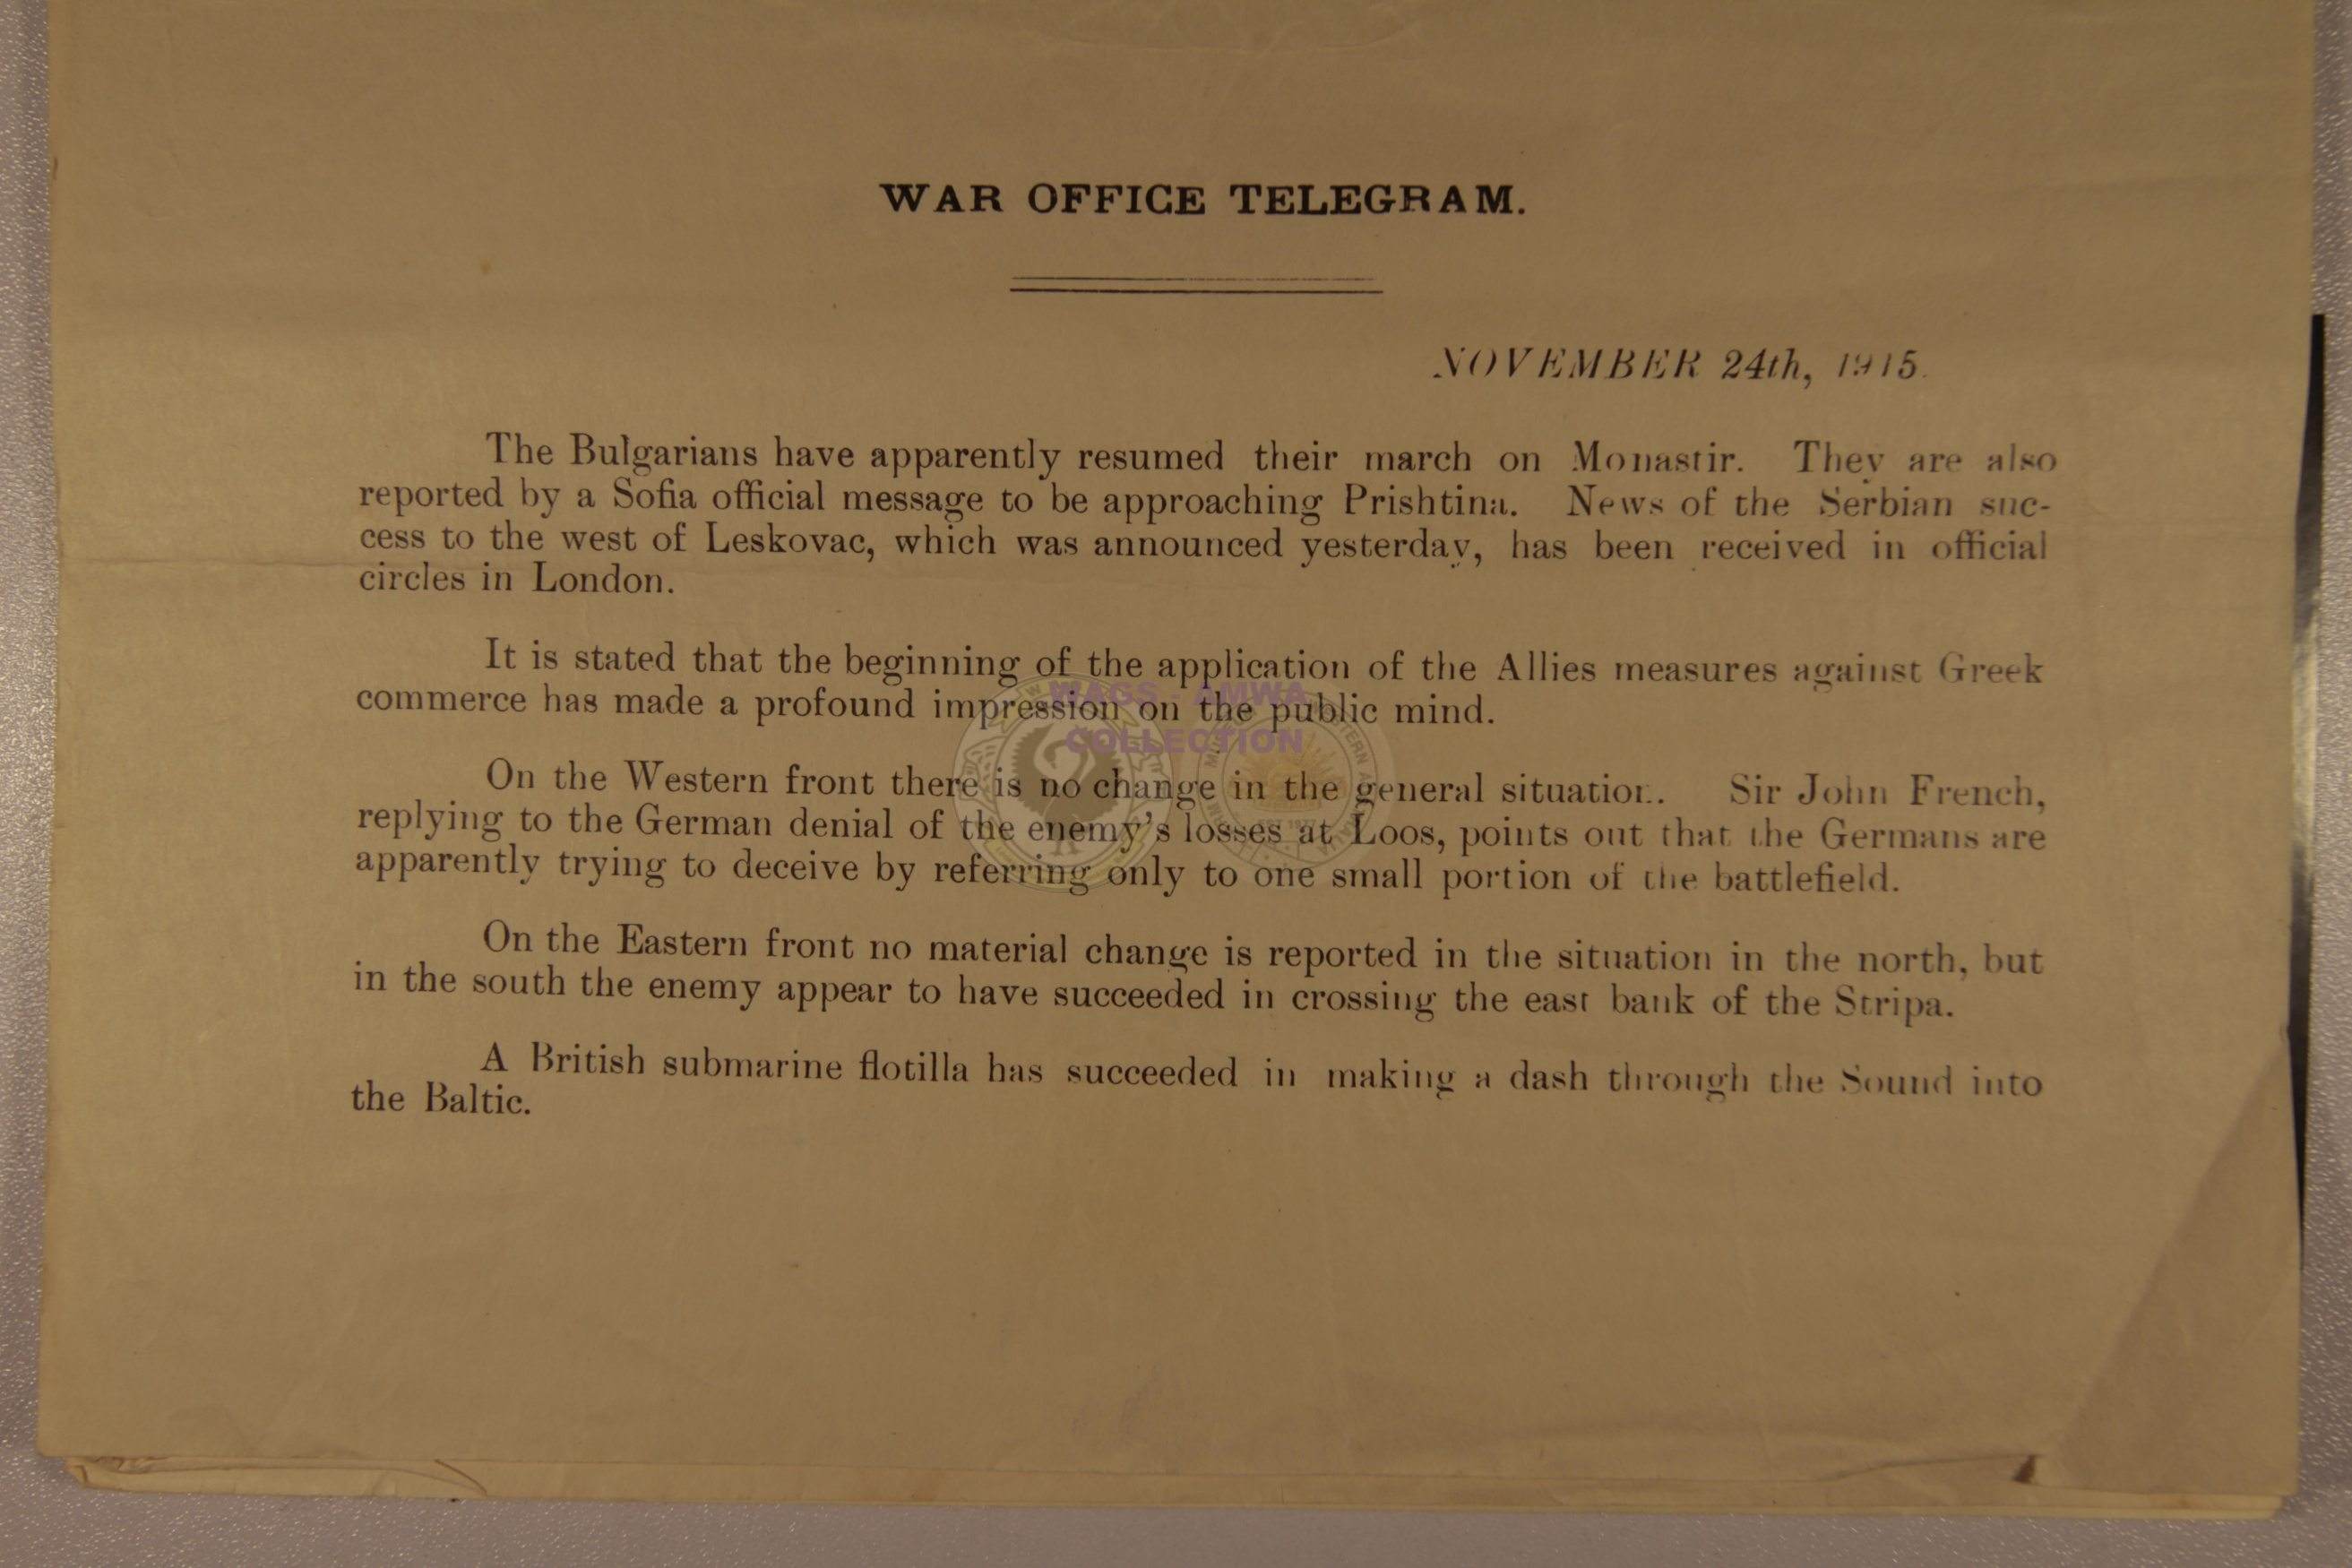 WAR OFFICE TELEGRAM.
NOVEMBER 24th, 1915.
The Bulgarians have apparently resumed their march on Monastir. They are also
reported by a Sofia official message to be approaching Prishtina. News of the Serbian suc-
cess to the west of Leskovac, which was announced yesterday, has been received in official
circles in London.
It is stated that the beginning of the application of the Allies measures against Greek
commerce has made a profound impression on the public mind.
WAGS - AMWA
COLLECTION
On the Western front there is no change in the general situation. Sir John French,
replying to the German denial of the enemy's losses at Loos, points out that the Germans are
apparently trying to deceive by referring only to one small portion of the battlefield.
On the Eastern front no material change is reported in the situation in the north, but
in the south the enemy appear to have succeeded in crossing the east bank of the Stripa.
A British submarine flotilla has succeeded in making a dash through the Sound into
the Baltic.